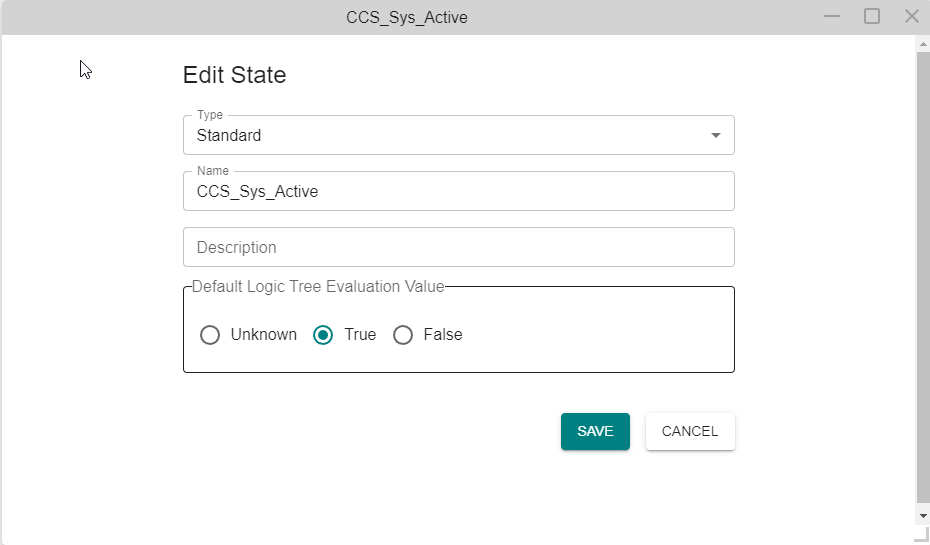 CCS_Sys_Active
Edit State
Type
Standard
Name
CCS_Sys_Active
Description
Default Logic Tree Evaluation Value
Unknown True False
SAVE CANCEL